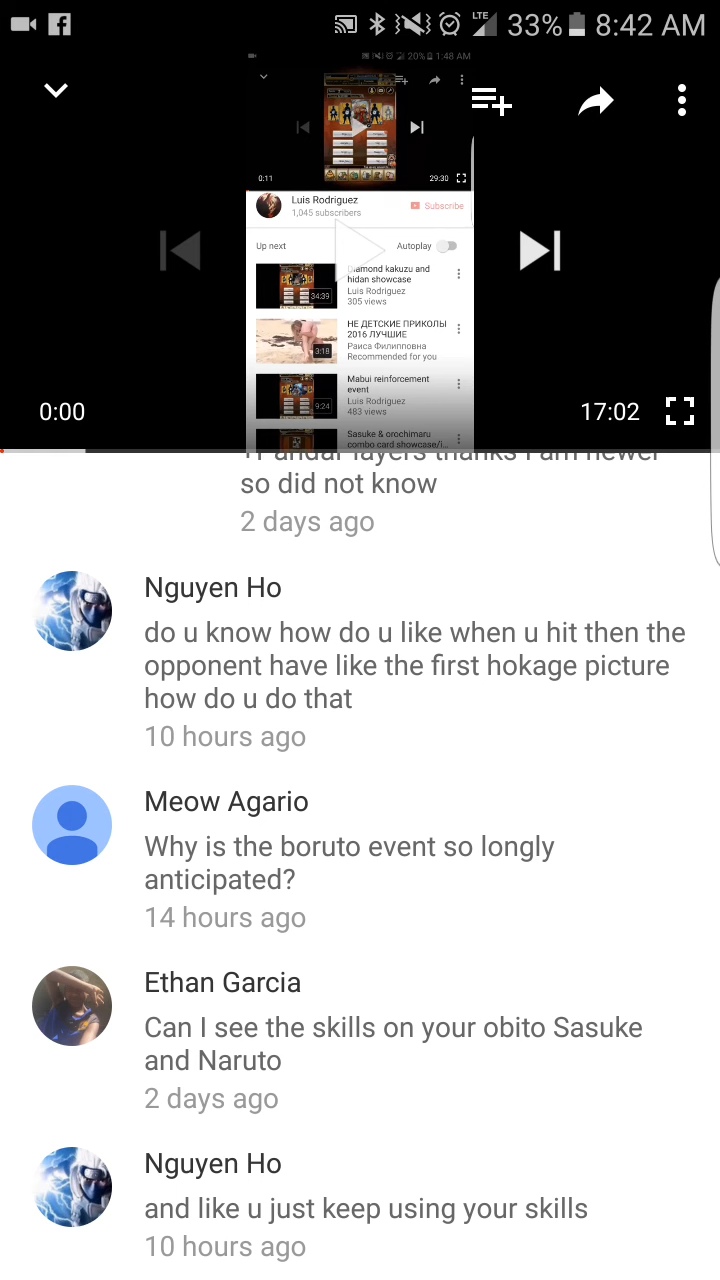 LTE 33% 8:42 AM
20% 1:48 AM
0:11
29:30
Luis Rodriguez
1,045 subscribers
Subscribe
Up next
Autoplay
Diamond kakuzu and
hidan showcase
Luis Rodriguez
305 views
34:39
НЕ ДЕТСКИЕ ПРИКОЛЫ
2016 ЛУЧШИЕ
Раиса Филипповна
Recommended for you
3:18
Mabui reinforcement
event
Luis Rodriguez
483 views
9:24
Sasuke & orochimaru
combo card showcase/i...
0:00
17:02
layers thanks I am newer
so did not know
2 days ago
Nguyen Ho
do u know how do u like when u hit then the
opponent have like the first hokage picture
how do u do that
10 hours ago
Meow Agario
Why is the boruto event so longly
anticipated?
14 hours ago
Ethan Garcia
Can I see the skills on your obito Sasuke
and Naruto
2 days ago
Nguyen Ho
and like u just keep using your skills
10 hours ago